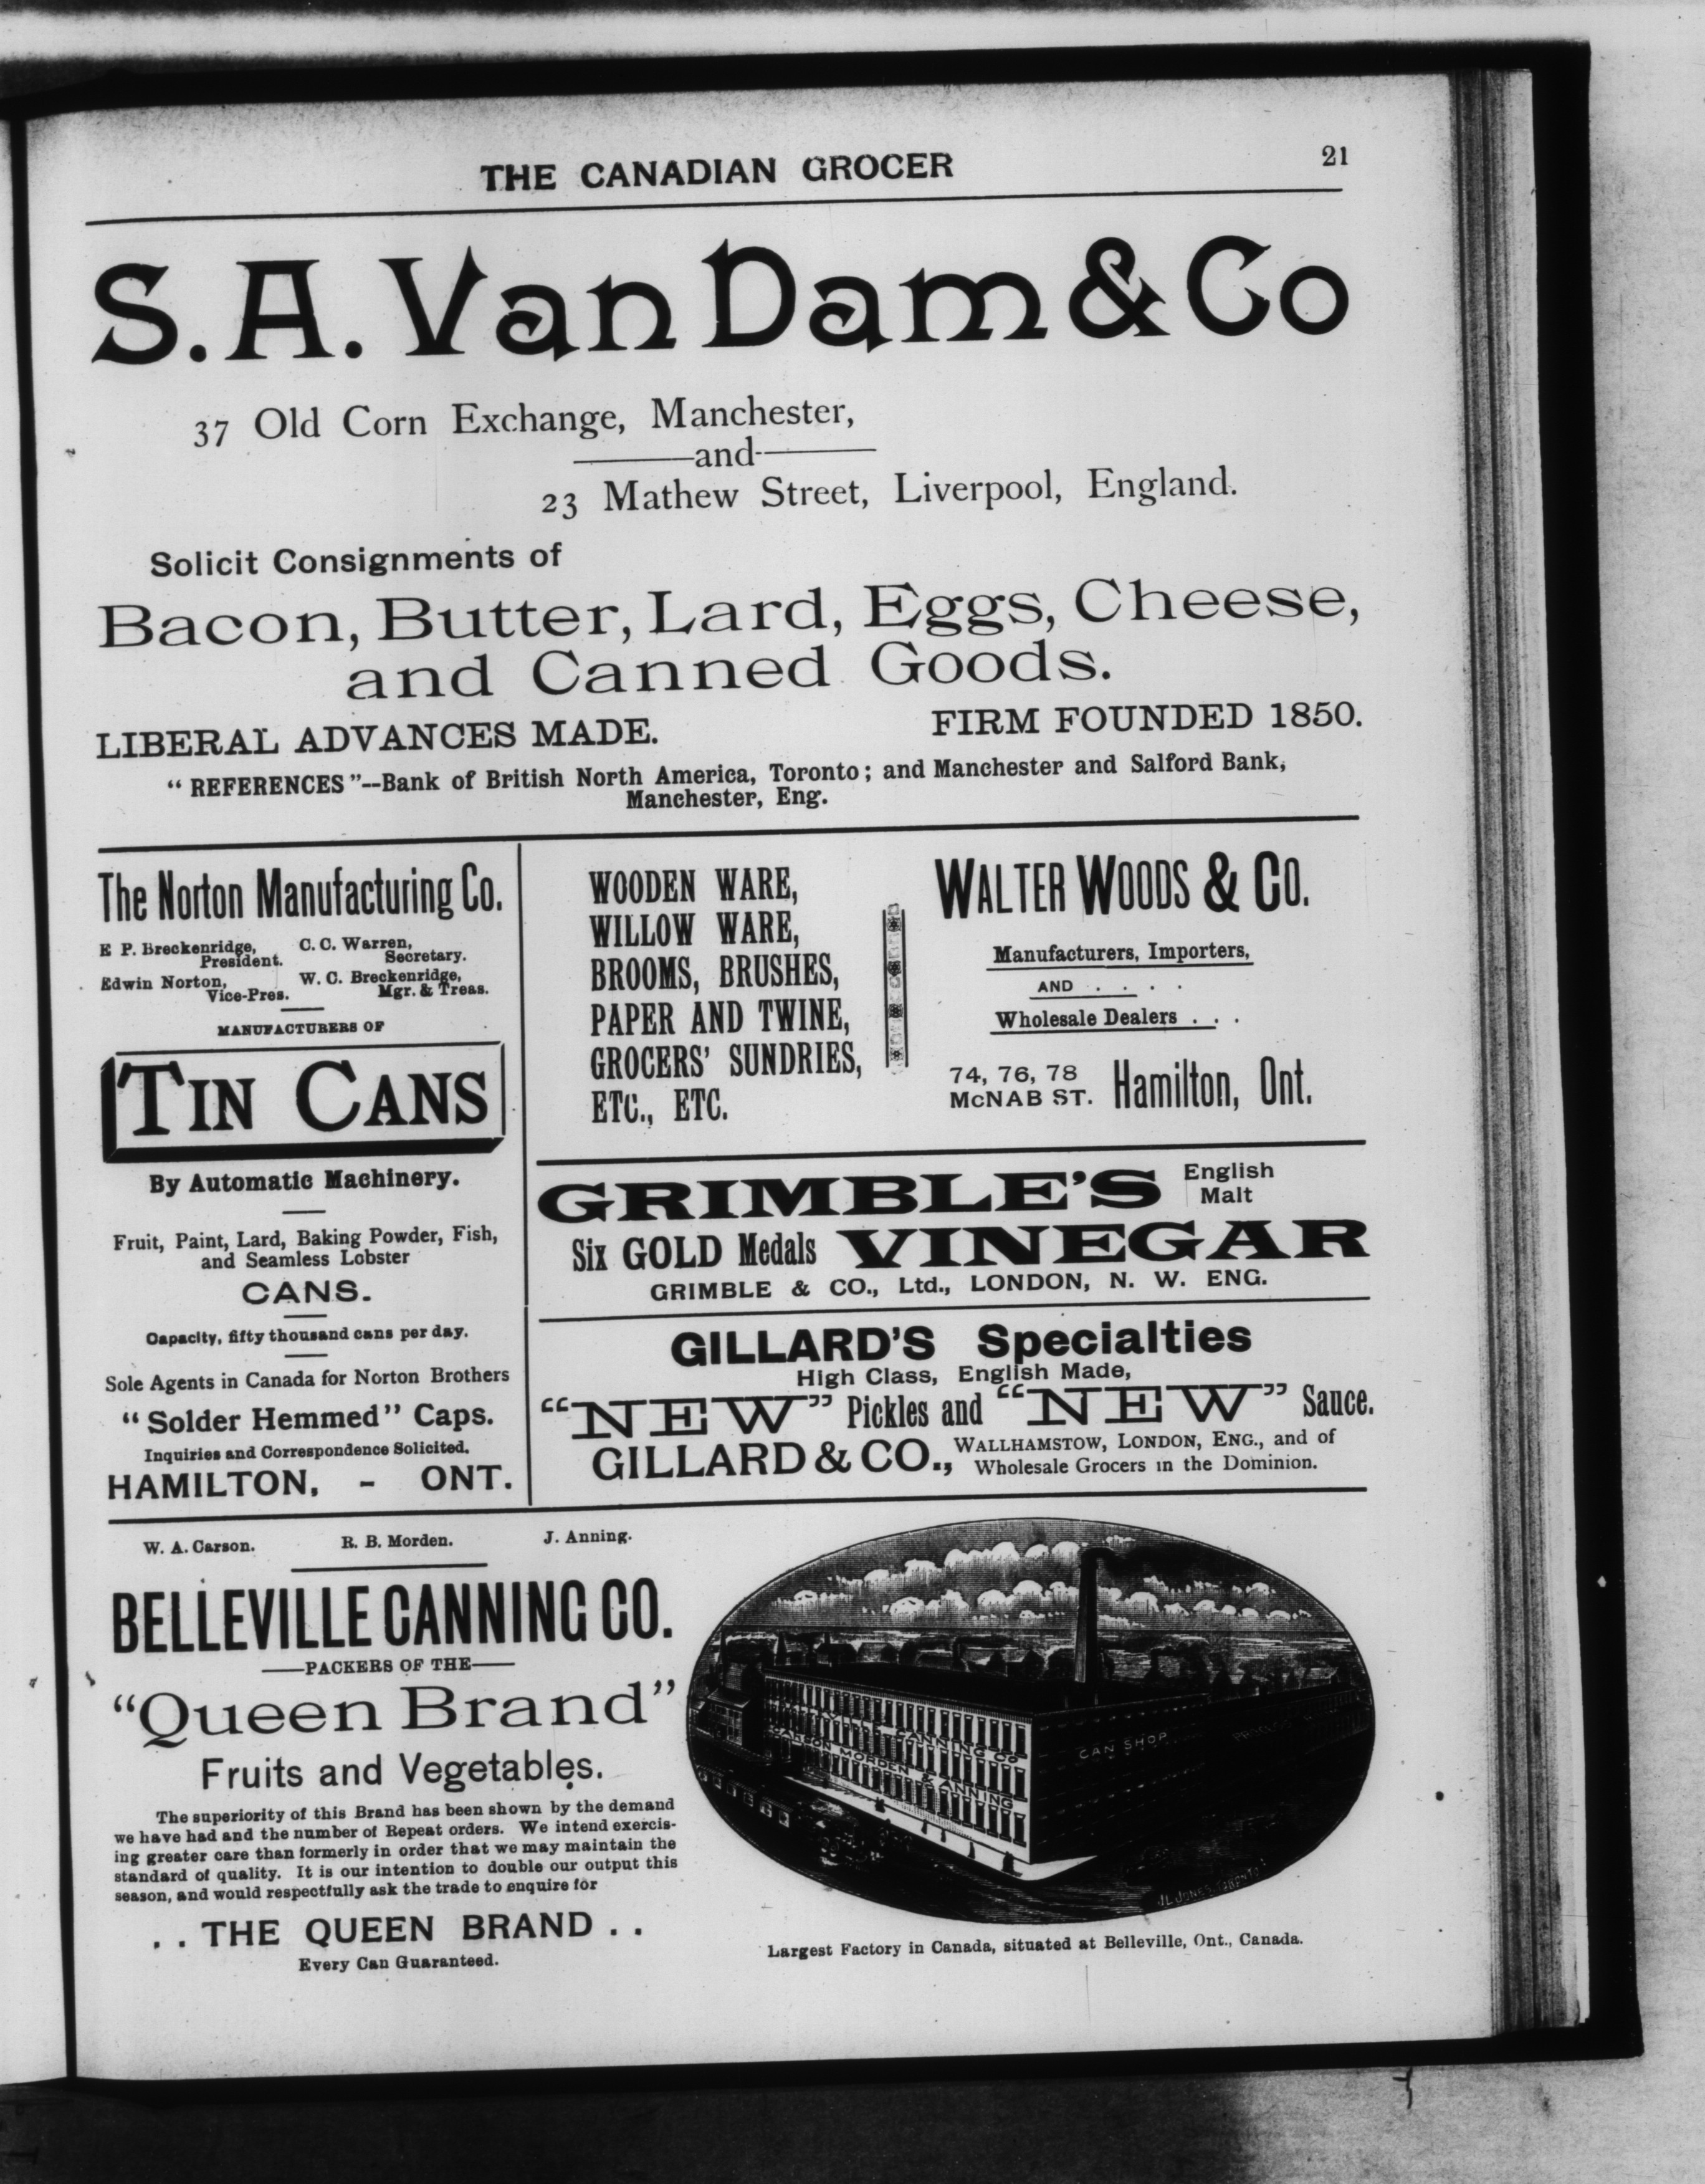 THE CANADIAN GROCER
21
S. A. Van Dam & Co
37 Old Corn Exchange, Manchester,
and
23 Mathew Street, Liverpool, England.
Solicit Consignments of
Bacon, Butter, Lard, Eggs, Cheese,
and Canned Goods.
LIBERAL ADVANCES MADE.
FIRM FOUNDED 1850.
"REFERENCES"--Bank of British North America, Toronto; and Manchester and Salford Bank,
Manchester, Eng.
The Norton Manufacturing Co.
E P. Breckenridge, President.
C. C. Warren, Secretary.
Edwin Norton, Vice-Pres.
W. C. Breckenridge, Mgr. & Treas.
MANUFACTURERS OF
TIN CANS
By Automatic Machinery.
Fruit, Paint, Lard, Baking Powder, Fish,
and Seamless Lobster
CANS.
Capacity, fifty thousand cans per day.
Sole Agents in Canada for Norton Brothers
"Solder Hemmed" Caps.
Inquiries and Correspondence Solicited.
HAMILTON, - ONT.
WOODEN WARE,
WILLOW WARE,
BROOMS, BRUSHES,
PAPER AND TWINE,
GROCERS' SUNDRIES,
ETC., ETC.
WALTER WOODS & CO.
Manufacturers, Importers,
AND . . . .
Wholesale Dealers . . .
74, 76, 78
McNAB ST.
Hamilton, Ont.
GRIMBLE'S English
Malt
Six GOLD Medals VINEGAR
GRIMBLE & CO., Ltd., LONDON, N. W. ENG.
GILLARD'S Specialties
High Class, English Made,
"NEW" Pickles and "NEW" Sauce.
GILLARD & CO., WALLHAMSTOW, LONDON, ENG., and of
Wholesale Grocers in the Dominion.
W. A. Carson. R. B. Morden. J. Anning.
BELLEVILLE CANNING CO.
PACKERS OF THE
"Queen Brand"
Fruits and Vegetables.
The superiority of this Brand has been shown by the demand
we have had and the number of Repeat orders. We intend exercis-
ing greater care than formerly in order that we may maintain the
standard of quality. It is our intention to double our output this
season, and would respectfully ask the trade to enquire for
. . THE QUEEN BRAND . .
Every Can Guaranteed.
CANNING CO
CARSON MORDEN & ANNING
CAN SHOP
J L JONES
Largest Factory in Canada, situated at Belleville, Ont., Canada.